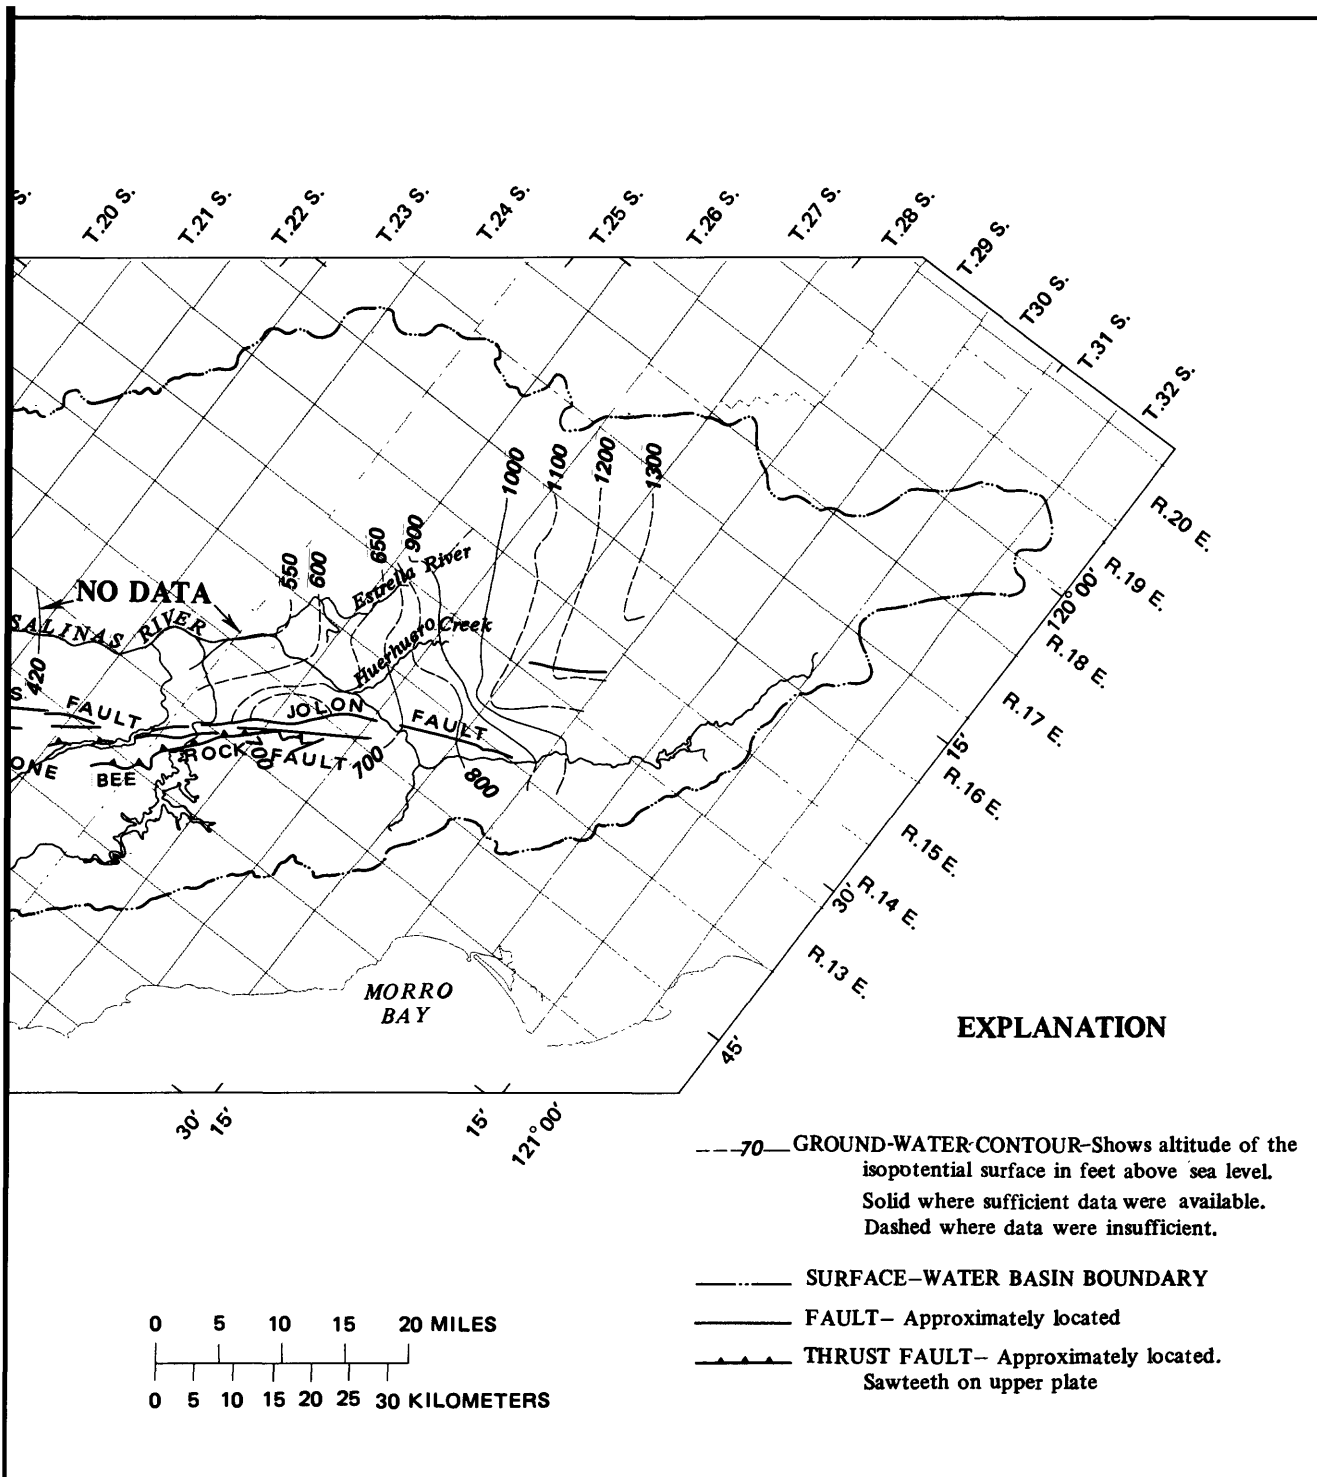 S.
T.20 S.
T.21 S.
T.22 S.
T.23 S.
T.24 S.
T.25 S.
T.26 S.
T.27 S.
T.28 S.
T.29 S.
T30 S.
T.31 S.
T.32 S.
R.20 E.
R.19 E.
120°00'
R.18 E.
R.17 E.
15'
R.16 E.
R.15 E.
30'
R.14 E.
R.13 E.
45'
1000
1100
1200
1300
550
600
650
900
Estrella River
NO DATA
SALINAS RIVER
Huerhuero Creek
420
S
FAULT
JOLON
FAULT
ONE
BEE
ROCK
FAULT
700
700
800
MORRO
BAY
30'
15'
15'
121°00'
EXPLANATION
70 GROUND-WATER CONTOUR–Shows altitude of the
isopotential surface in feet above sea level.
Solid where sufficient data were available.
Dashed where data were insufficient.
SURFACE–WATER BASIN BOUNDARY
FAULT– Approximately located
THRUST FAULT– Approximately located.
Sawteeth on upper plate
0 5 10 15 20 MILES
0 5 10 15 20 25 30 KILOMETERS